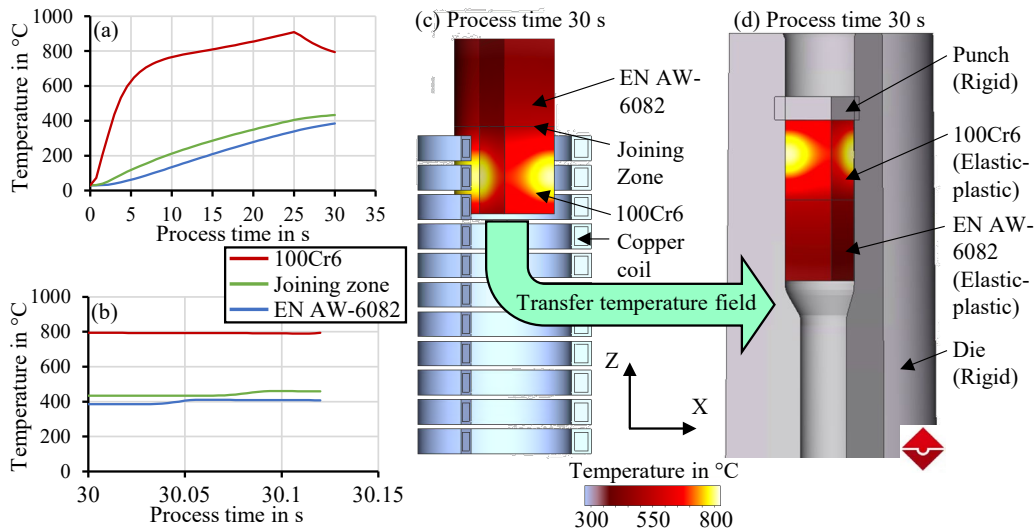 (a)
Temperature in °C
1000
800
600
400
200
0
0
5
10
15
20
25
30
35
Process time in s
100Cr6
Joining zone
EN AW-6082
(b)
Temperature in °C
1000
800
600
400
200
0
30
30.05
30.1
30.15
Process time in s
(c) Process time 30 s
EN AW-
6082
Joining
Zone
100Cr6
Copper
coil
Transfer temperature field
Z
X
Temperature in °C
300
550
800
(d) Process time 30 s
Punch
(Rigid)
100Cr6
(Elastic-
plastic)
EN AW-
6082
(Elastic-
plastic)
Die
(Rigid)